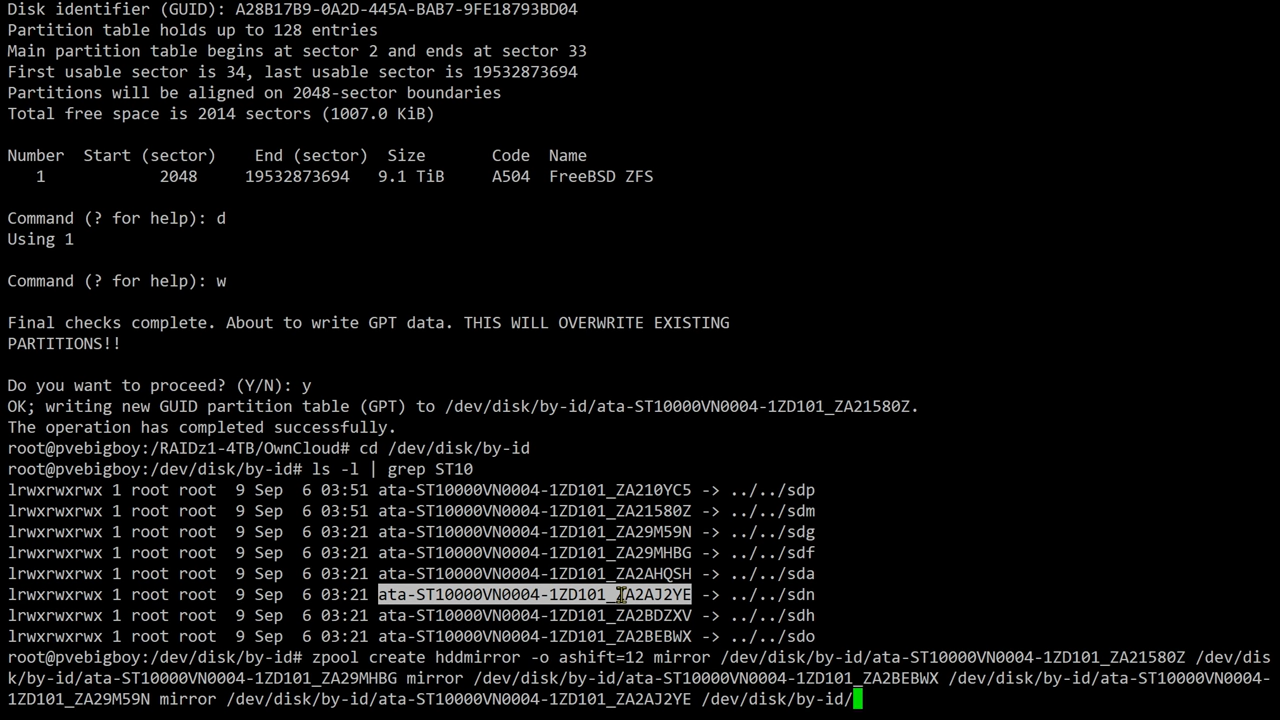 Disk identifier (GUID): A28B17B9-0A2D-445A-BAB7-9FE18793BD04
Partition table holds up to 128 entries
Main partition table begins at sector 2 and ends at sector 33
First usable sector is 34, last usable sector is 19532873694
Partitions will be aligned on 2048-sector boundaries
Total free space is 2014 sectors (1007.0 KiB)
Number  Start (sector)    End (sector)  Size       Code  Name
   1            2048     19532873694   9.1 TiB     A504  FreeBSD ZFS
Command (? for help): d
Using 1
Command (? for help): w
Final checks complete. About to write GPT data. THIS WILL OVERWRITE EXISTING
PARTITIONS!!
Do you want to proceed? (Y/N): y
OK; writing new GUID partition table (GPT) to /dev/disk/by-id/ata-ST10000VN0004-1ZD101_ZA21580Z.
The operation has completed successfully.
root@pvebigboy:/RAIDz1-4TB/OwnCloud# cd /dev/disk/by-id
root@pvebigboy:/dev/disk/by-id# ls -l | grep ST10
lrwxrwxrwx 1 root root  9 Sep  6 03:51 ata-ST10000VN0004-1ZD101_ZA210YC5 -> ../../sdp
lrwxrwxrwx 1 root root  9 Sep  6 03:51 ata-ST10000VN0004-1ZD101_ZA21580Z -> ../../sdm
lrwxrwxrwx 1 root root  9 Sep  6 03:21 ata-ST10000VN0004-1ZD101_ZA29M59N -> ../../sdg
lrwxrwxrwx 1 root root  9 Sep  6 03:21 ata-ST10000VN0004-1ZD101_ZA29MHBG -> ../../sdf
lrwxrwxrwx 1 root root  9 Sep  6 03:21 ata-ST10000VN0004-1ZD101_ZA2AHQSH -> ../../sda
lrwxrwxrwx 1 root root  9 Sep  6 03:21 ata-ST10000VN0004-1ZD101_ZA2AJ2YE -> ../../sdn
lrwxrwxrwx 1 root root  9 Sep  6 03:21 ata-ST10000VN0004-1ZD101_ZA2BDZXV -> ../../sdh
lrwxrwxrwx 1 root root  9 Sep  6 03:21 ata-ST10000VN0004-1ZD101_ZA2BEBWX -> ../../sdo
root@pvebigboy:/dev/disk/by-id# zpool create hddmirror -o ashift=12 mirror /dev/disk/by-id/ata-ST10000VN0004-1ZD101_ZA21580Z /dev/dis
k/by-id/ata-ST10000VN0004-1ZD101_ZA29MHBG mirror /dev/disk/by-id/ata-ST10000VN0004-1ZD101_ZA2BEBWX /dev/disk/by-id/ata-ST10000VN0004-
1ZD101_ZA29M59N mirror /dev/disk/by-id/ata-ST10000VN0004-1ZD101_ZA2AJ2YE /dev/disk/by-id/